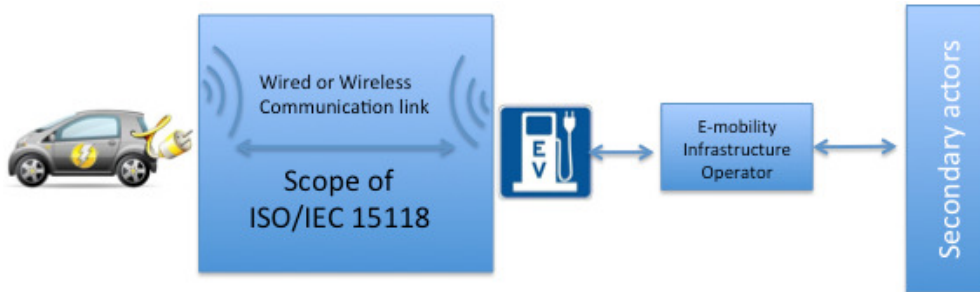 Wired or Wireless
Communication link
Scope of
ISO/IEC 15118
E
V
E-mobility
Infrastructure
Operator
Secondary actors